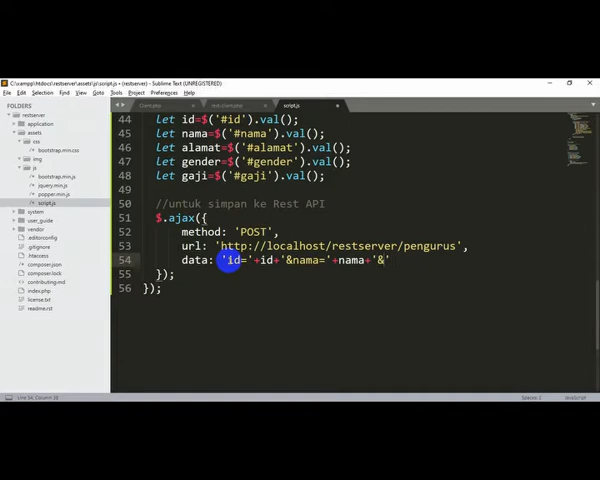 C:\xampp\htdocs\restserver\assets\js\script.js • (restserver) - Sublime Text (UNREGISTERED)
File Edit Selection Find View Goto Tools Project Preferences Help
FOLDERS
restserver
application
assets
css
bootstrap.min.css
img
js
bootstrap.min.js
jquery.min.js
popper.min.js
script.js
system
user_guide
vendor
.editorconfig
.gitignore
.htaccess
composer.json
composer.lock
contributing.md
index.php
license.txt
readme.rst
Client.php
script.js
44 let id=$('#id').val();
45 let nama=$('#nama').val();
46 let alamat=$('#alamat').val();
47 let gender=$('#gender').val();
48 let gaji=$('#gaji').val();
49
50 //untuk simpan ke Rest API
51 $.ajax({
52 method: 'POST',
53 url: 'http://localhost/restserver/pengurus',
54 data: 'id='+id+'&nama='+nama+'&'
55 });
56 });
JavaScript